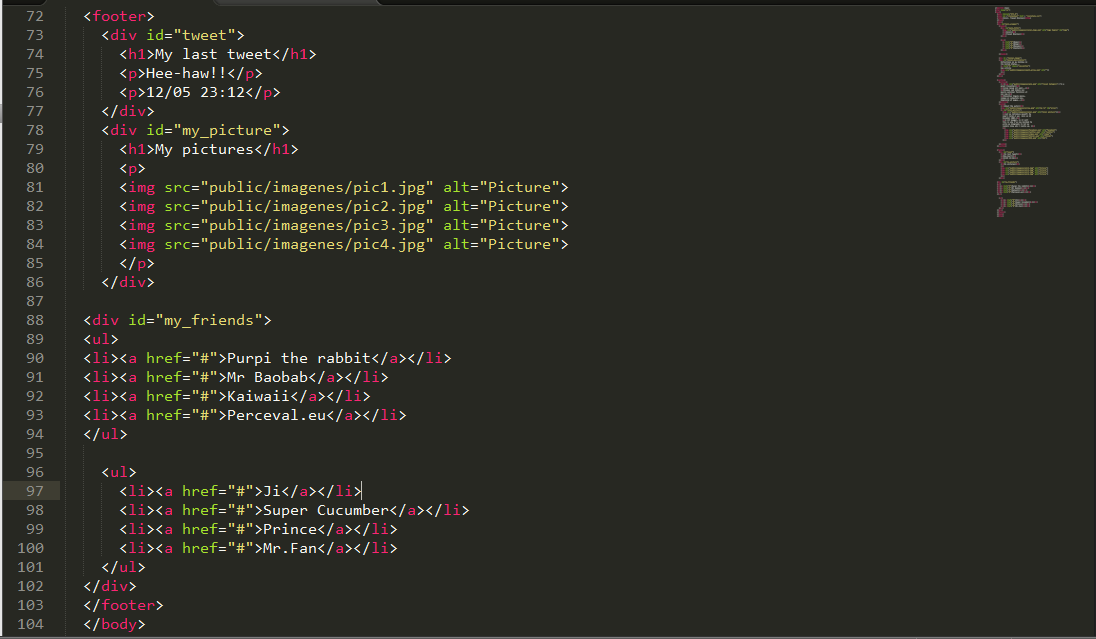 72 <footer>
73 <div id="tweet">
74 <h1>My last tweet</h1>
75 <p>Hee-haw!!</p>
76 <p>12/05 23:12</p>
77 </div>
78 <div id="my_picture">
79 <h1>My pictures</h1>
80 <p>
81 <img src="public/imagenes/pic1.jpg" alt="Picture">
82 <img src="public/imagenes/pic2.jpg" alt="Picture">
83 <img src="public/imagenes/pic3.jpg" alt="Picture">
84 <img src="public/imagenes/pic4.jpg" alt="Picture">
85 </p>
86 </div>
87
88 <div id="my_friends">
89 <ul>
90 <li><a href="#">Purpi the rabbit</a></li>
91 <li><a href="#">Mr Baobab</a></li>
92 <li><a href="#">Kaiwaii</a></li>
93 <li><a href="#">Perceval.eu</a></li>
94 </ul>
95
96 <ul>
97 <li><a href="#">Ji</a></li>
98 <li><a href="#">Super Cucumber</a></li>
99 <li><a href="#">Prince</a></li>
100 <li><a href="#">Mr.Fan</a></li>
101 </ul>
102 </div>
103 </footer>
104 </body>